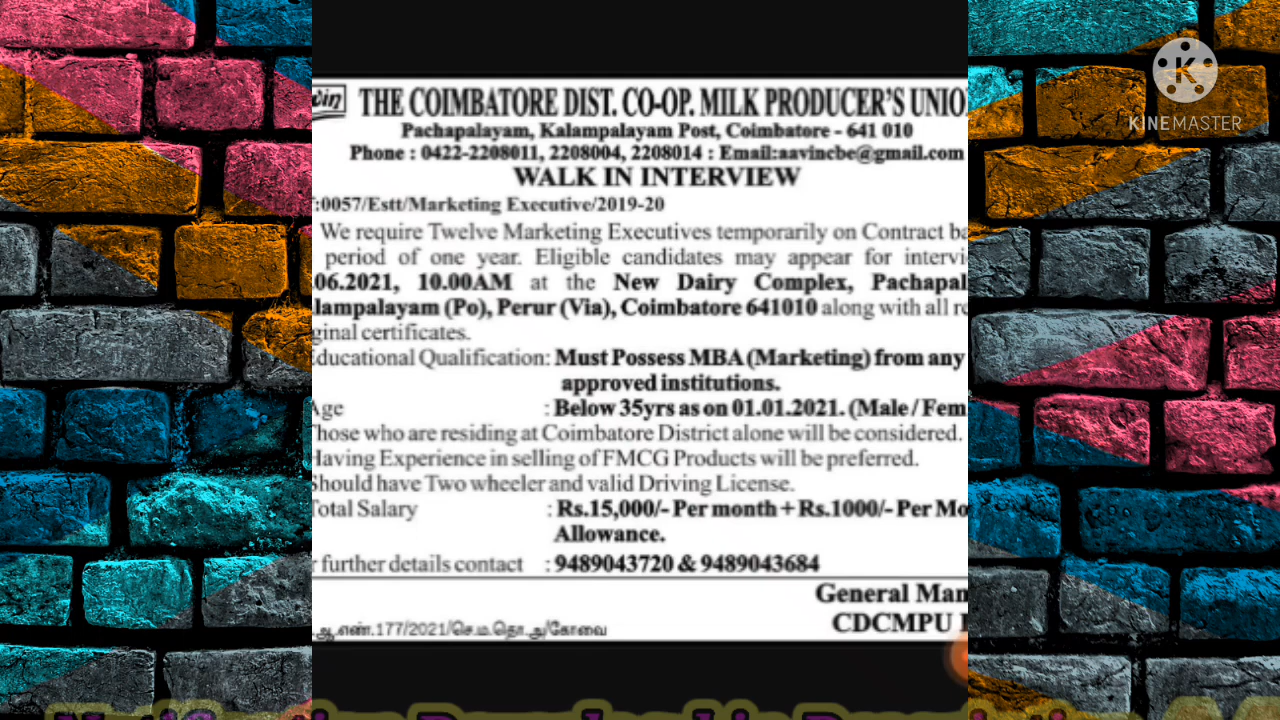 THE COIMBATORE DIST. CO-OP. MILK PRODUCER'S UNIO
Pachapalayam, Kalampalayam Post, Coimbatore - 641 010
Phone : 0422-2208011, 2208004, 2208014 : Email:aavincbe@gmail.com
WALK IN INTERVIEW
:0057/Estt/Marketing Executive/2019-20
We require Twelve Marketing Executives temporarily on Contract ba
period of one year. Eligible candidates may appear for intervi
.06.2021, 10.00AM at the New Dairy Complex, Pachapal
lampalayam (Po), Perur (Via), Coimbatore 641010 along with all re
ginal certificates.
ducational Qualification: Must Possess MBA (Marketing) from any
approved institutions.
Age : Below 35yrs as on 01.01.2021. (Male / Fem
Those who are residing at Coimbatore District alone will be considered.
Having Experience in selling of FMCG Products will be preferred.
Should have Two wheeler and valid Driving License.
Total Salary : Rs.15,000/- Per month + Rs.1000/- Per Mo
Allowance.
r further details contact : 9489043720 & 9489043684
General Man
CDCMPU
ஆ.எண்.177/2021/செ.ம.தொ.அ/கோவை
KINEMASTER